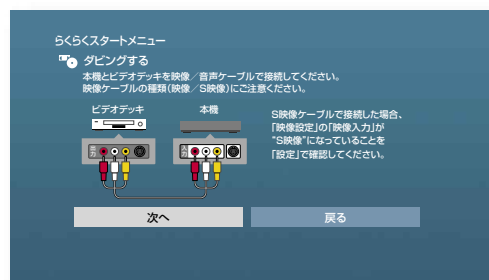 らくらくスタートメニュー
ダビングする
本機とビデオデッキを映像／音声ケーブルで接続してください。
映像ケーブルの種類(映像／S映像)にご注意ください。
ビデオデッキ
本機
出力
入力
S映像ケーブルで接続した場合、
「映像設定」の「映像入力」が
“S映像”になっていることを
「設定」で確認してください。
次へ
戻る